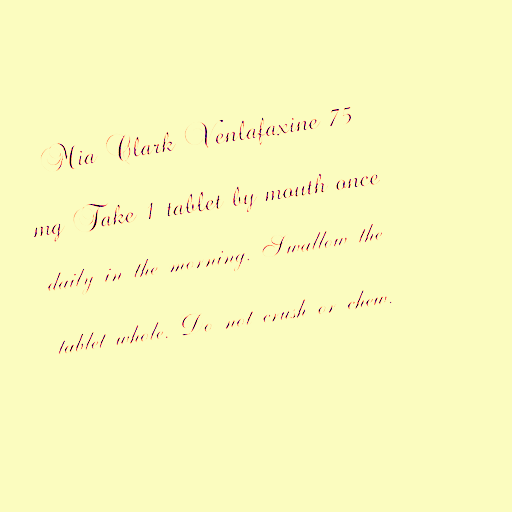 Mia Clark Venlafaxine 75
mg Take 1 tablet by mouth once
daily in the morning. Swallow the
tablet whole. Do not crush or chew.